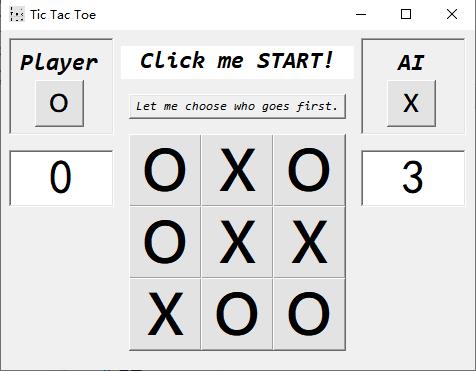 Tic Tac Toe
Player
O
0
Click me START!
Let me choose who goes first.
O X O
O X X
X O O
AI
X
3